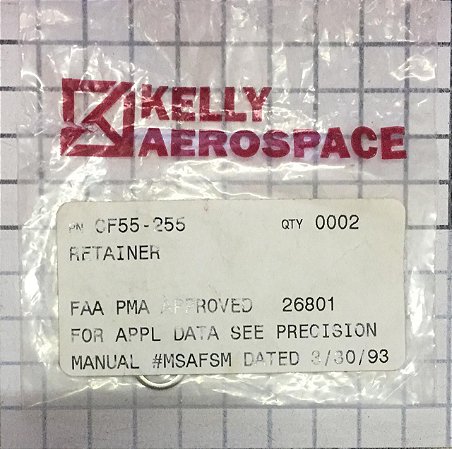 KELLY
AEROSPACE
PN CF55-255 QTY 0002
RETAINER
FAA PMA APPROVED 26801
FOR APPL DATA SEE PRECISION
MANUAL #MSAFSM DATED 3/30/93